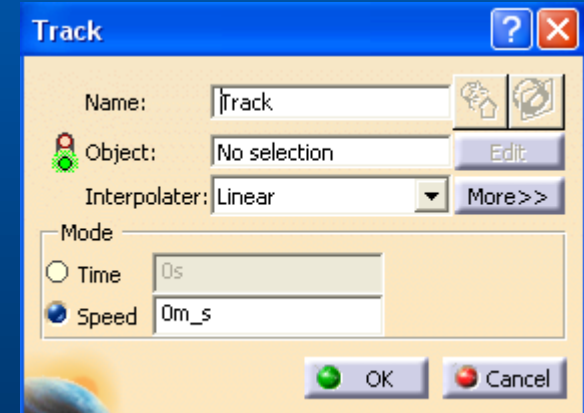 Track
Name: Track
Object: No selection Edit
Interpolater: Linear More>>
Mode
Time 0s
Speed 0m_s
OK Cancel